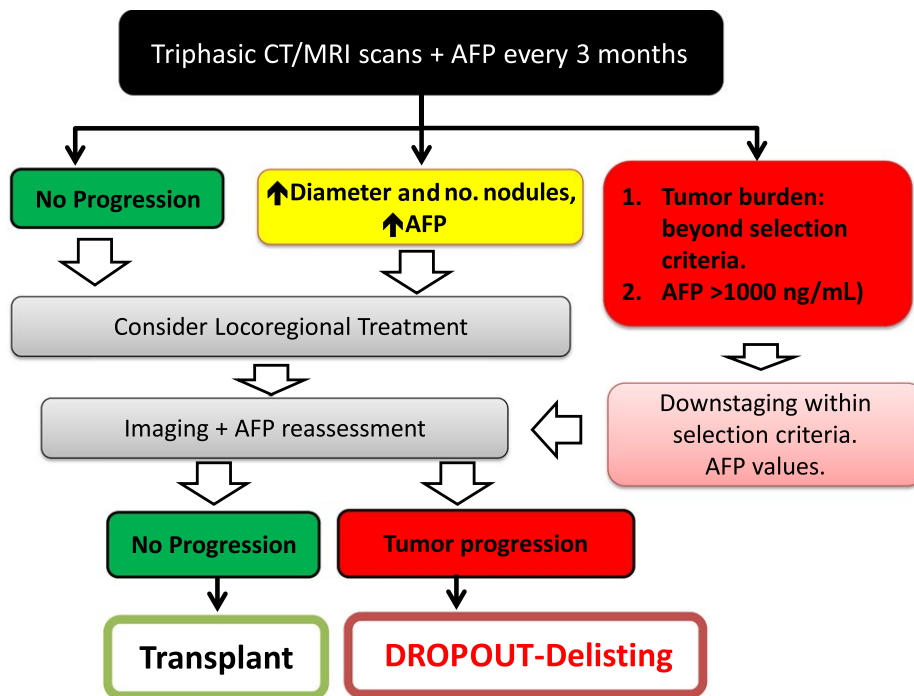 Triphasic CT/MRI scans + AFP every 3 months
No Progression
⬆Diameter and no. nodules,
⬆AFP
1. Tumor burden:
beyond selection
criteria.
2. AFP >1000 ng/mL)
Consider Locoregional Treatment
Imaging + AFP reassessment
Downstaging within
selection criteria.
AFP values.
No Progression
Tumor progression
Transplant
DROPOUT-Delisting